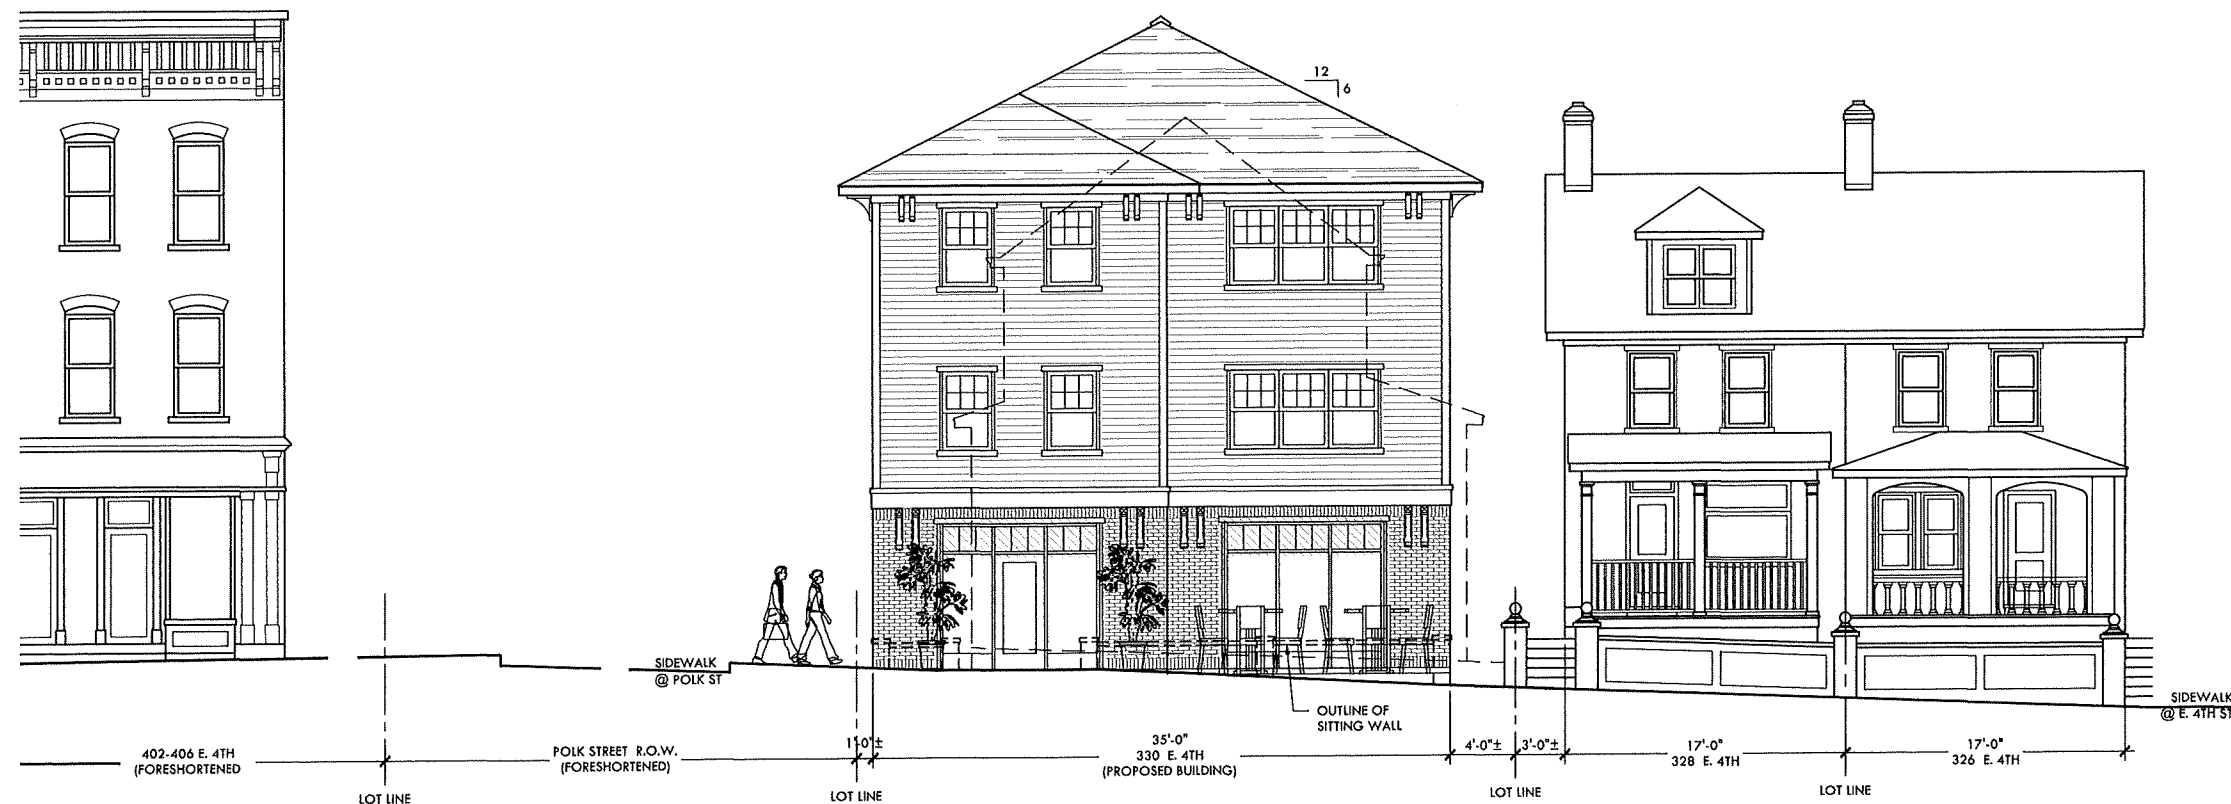 12
6
SIDEWALK
@ POLK ST
OUTLINE OF
SITTING WALL
SIDEWALK
@ E. 4TH ST
402-406 E. 4TH
(FORESHORTENED
POLK STREET R.O.W.
(FORESHORTENED)
1'-0"±
35'-0"
330 E. 4TH
(PROPOSED BUILDING)
4'-0"±
3'-0"±
17'-0"
328 E. 4TH
17'-0"
326 E. 4TH
LOT LINE
LOT LINE
LOT LINE
LOT LINE